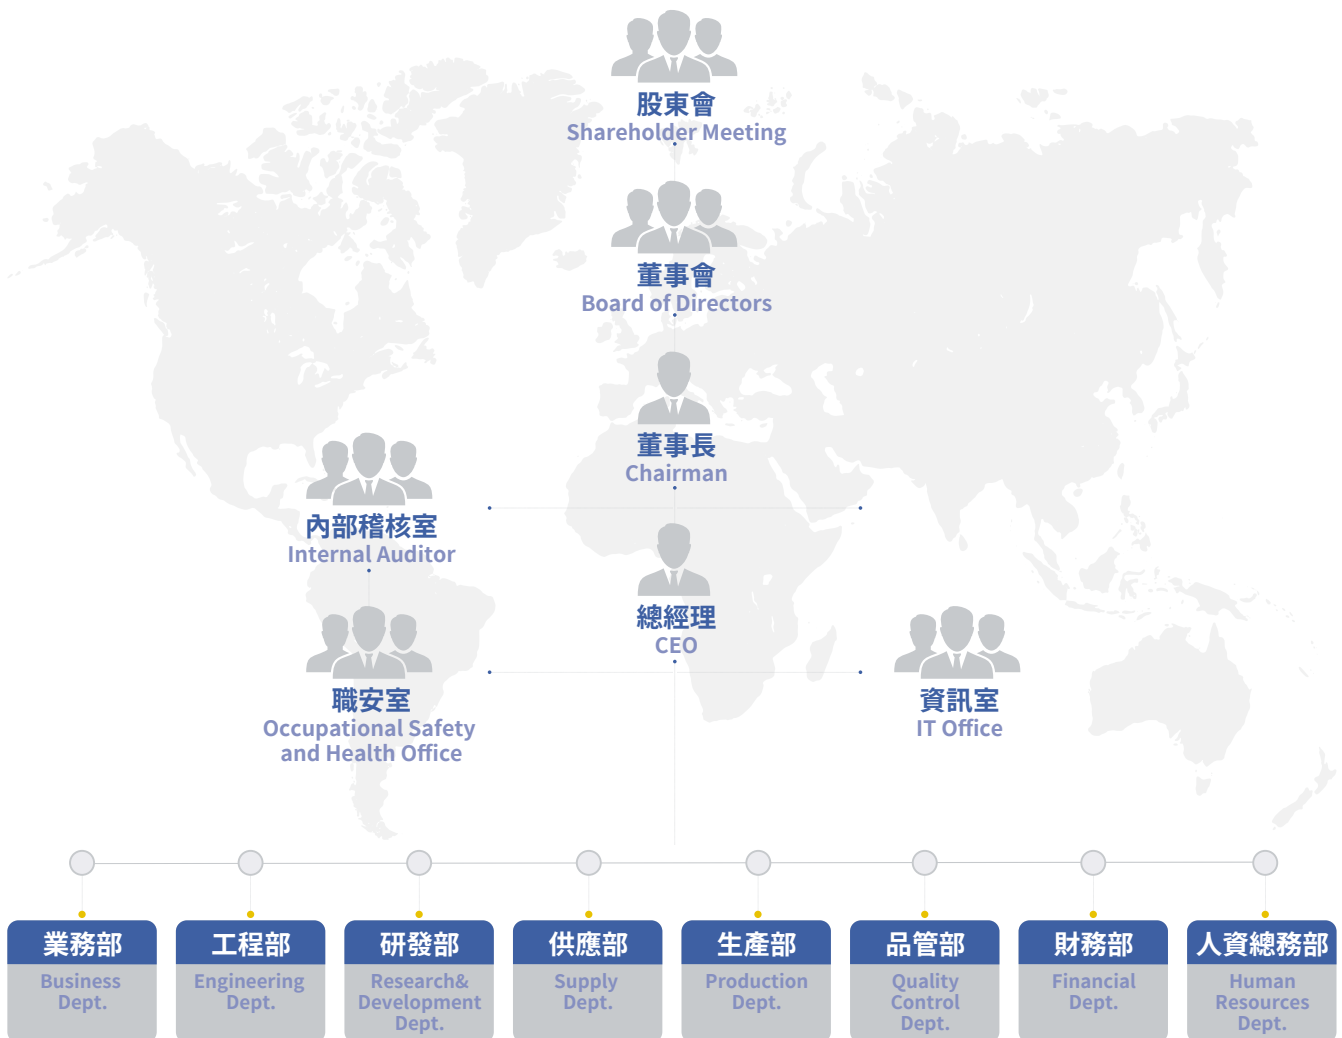 股東會
Shareholder Meeting
董事會
Board of Directors
董事長
Chairman
內部稽核室
Internal Auditor
總經理
CEO
職安室
Occupational Safety
and Health Office
資訊室
IT Office
業務部
Business
Dept.
工程部
Engineering
Dept.
研發部
Research&
Development
Dept.
供應部
Supply
Dept.
生產部
Production
Dept.
品管部
Quality
Control
Dept.
財務部
Financial
Dept.
人資總務部
Human
Resources
Dept.